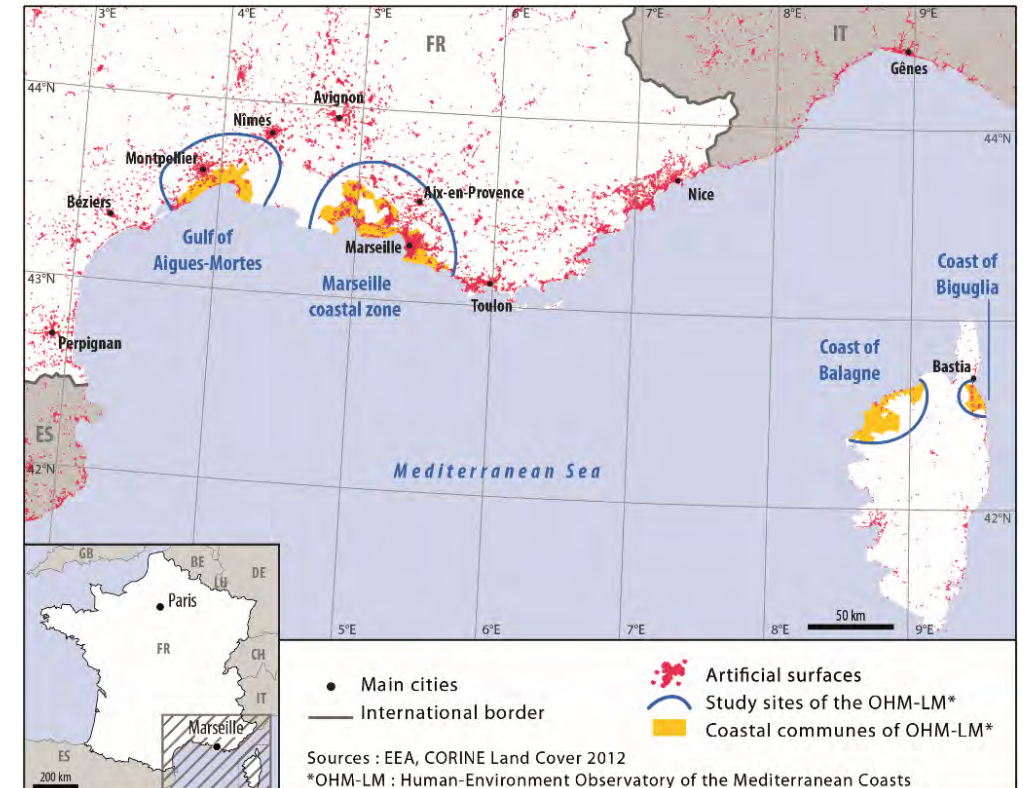 3°E
4°E
5°E
6°E
7°E
8°E
9°E
FR
IT
Gênes
44°N
44°N
Avignon
Nîmes
Montpellier
Béziers
Aix-en-Provence
Nice
Gulf of
Aigues-Mortes
Marseille
43°N
Marseille
coastal zone
Toulon
Coast of
Biguglia
Perpignan
Coast of
Balagne
Bastia
ES
42°N
Mediterranean Sea
42°N
50 km
5°E
6°E
7°E
8°E
9°E
GB
BE
LU
DE
Paris
FR
CH
IT
Marseille
ES
200 km
Main cities
International border
Artificial surfaces
Study sites of the OHM-LM*
Coastal communes of OHM-LM*
Sources : EEA, CORINE Land Cover 2012
*OHM-LM : Human-Environment Observatory of the Mediterranean Coasts